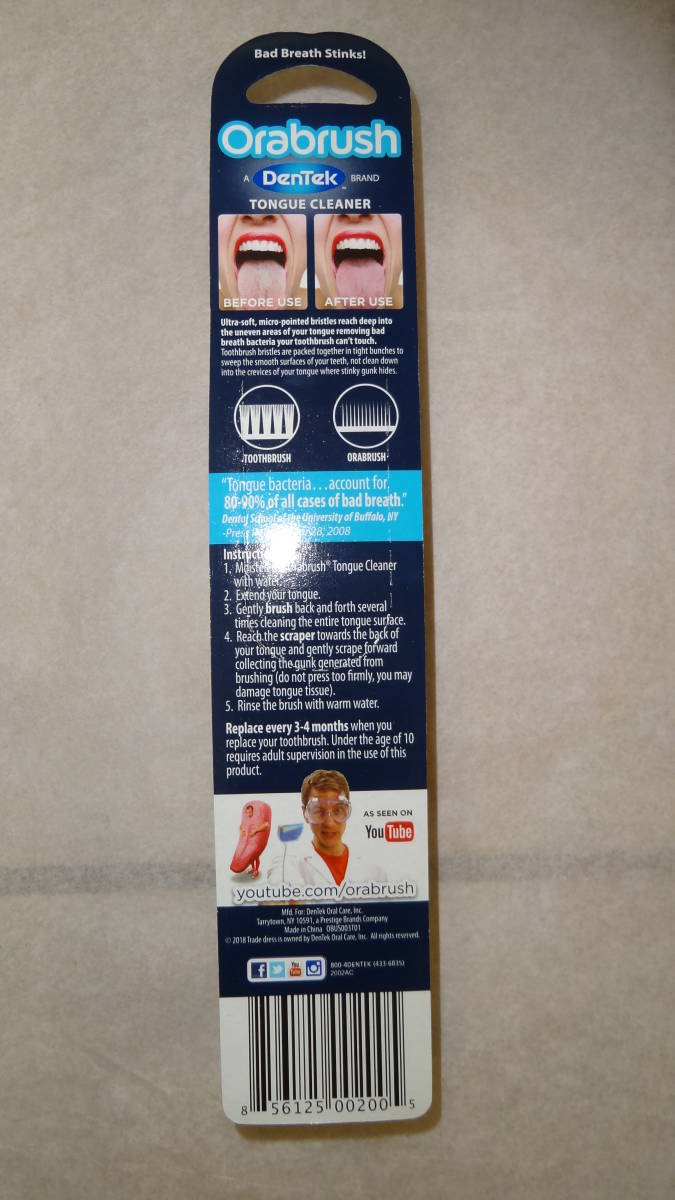 Bad Breath Stinks!
Orabrush
A DenTek™ BRAND
TONGUE CLEANER
BEFORE USE AFTER USE
Ultra-soft, micro-pointed bristles reach deep into
the uneven areas of your tongue removing bad
breath bacteria your toothbrush can't touch.
Toothbrush bristles are packed together in tight bunches to
sweep the smooth surfaces of your teeth, not clean down
into the crevices of your tongue where stinky gunk hides.
TOOTHBRUSH ORABRUSH
"Tongue bacteria...account for
80-90% of all cases of bad breath."
Dental School of the University of Buffalo, NY
28, 2008
1. Tongue Cleaner
with water.
2. Extend your tongue.
3. Gently brush back and forth several
times cleaning the entire tongue surface.
4. Reach the scraper towards the back of
your tongue and gently scrape forward
collecting the gunk generated from
brushing (do not press too firmly, you may
damage tongue tissue).
5. Rinse the brush with warm water.
Replace every 3-4 months when you
replace your toothbrush. Under the age of 10
requires adult supervision in the use of this
product.
AS SEEN ON
YouTube
youtube.com/orabrush
Mfd. For: DenTek Oral Care, Inc.
Tarrytown, NY 10591, a Prestige Brands Company
Made in China OBUS003T01
© 2018 Trade dress is owned by DenTek Oral Care, Inc. All rights reserved.
f You Tube 800-4DENTEK (433-6835)
2002AC
8 56125 00200 5